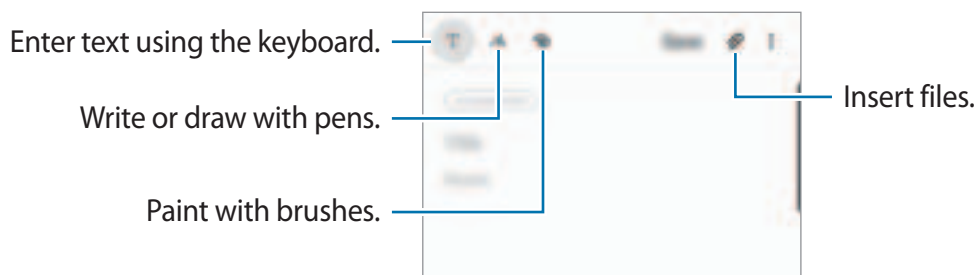 Enter text using the keyboard.
T
Insert files.
Write or draw with pens.
Paint with brushes.